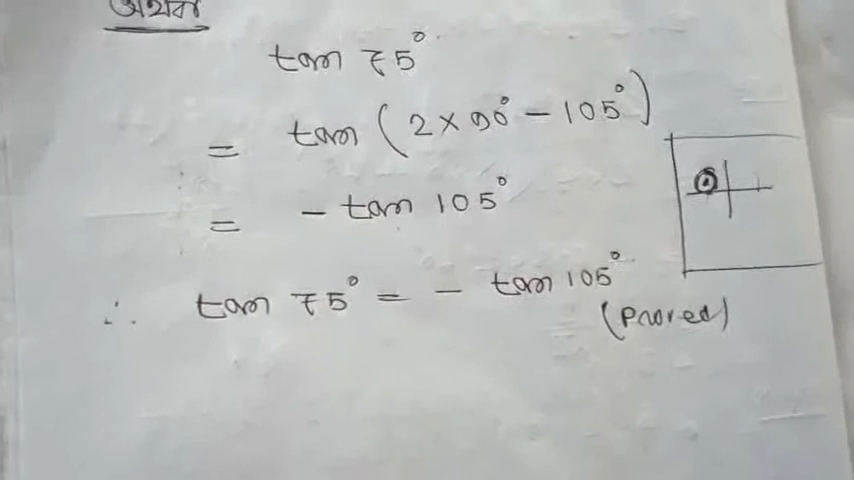 অথবা
tan 75°
= tan (2 × 90° - 105°)
= - tan 105°
∴ tan 75° = - tan 105°
(Proved)